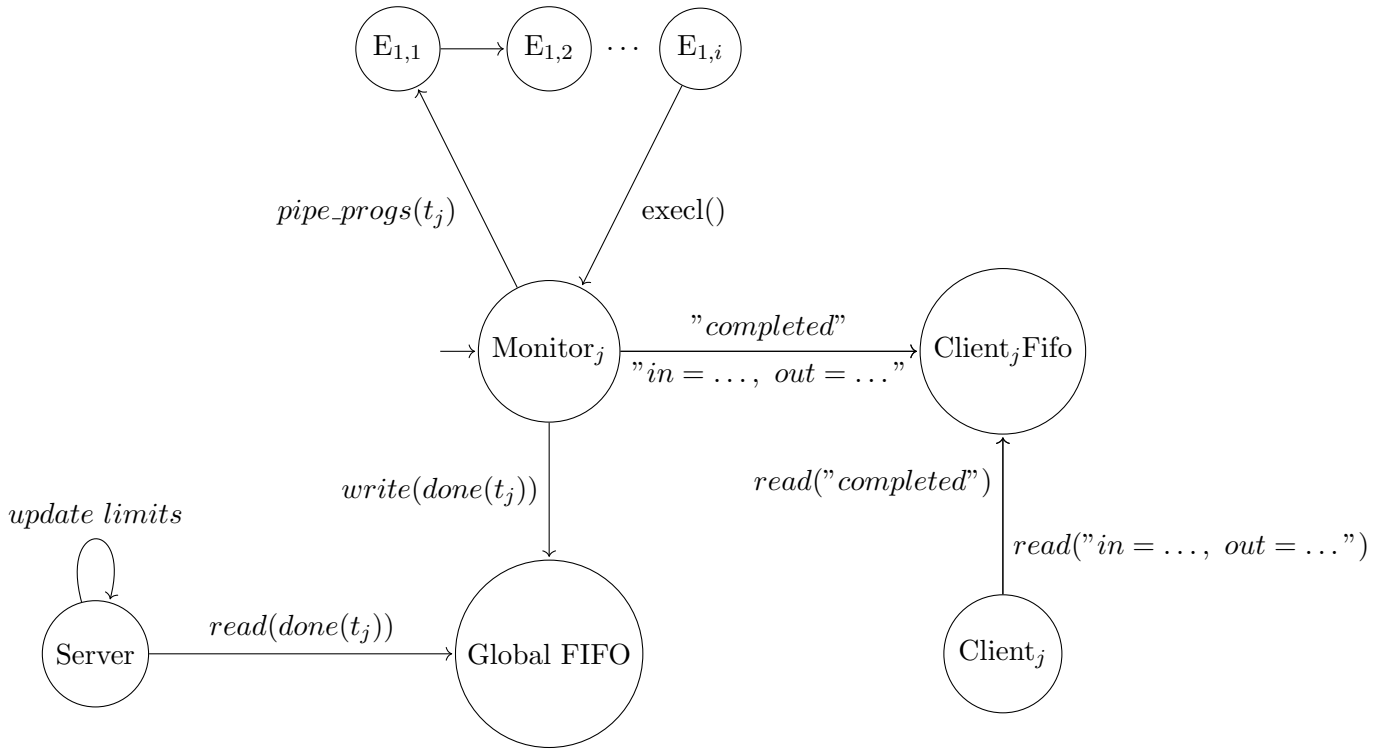 E1,1
E1,2
···
E1,i
pipe_progs(tj)
execl()
Monitorj
"completed"
"in = ..., out = ..."
ClientjFifo
write(done(tj))
read("completed")
update limits
read("in = ..., out = ...")
read(done(tj))
Server
Global FIFO
Clientj